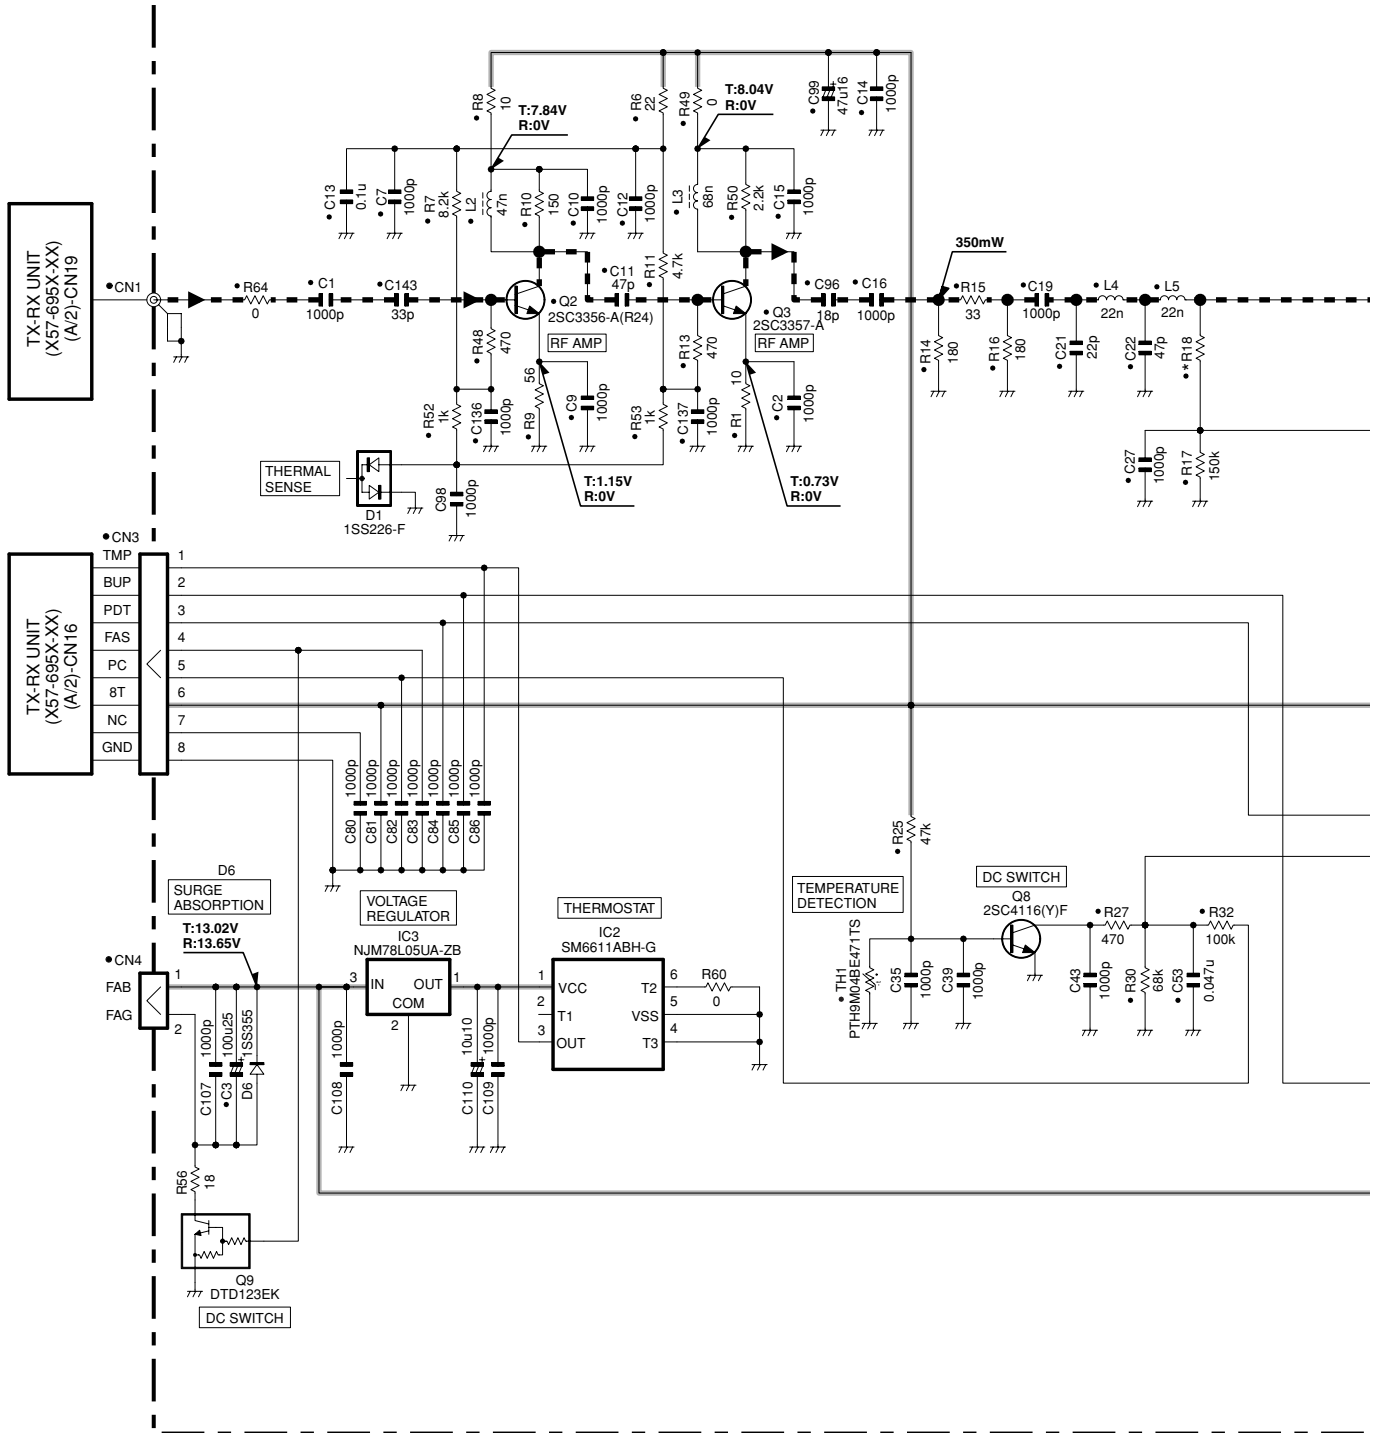 R8
10
T:7.84V
R:0V
R6
22
R49
0
T:8.04V
R:0V
C99
47u16
C14
1000p
C13
0.1u
C7
1000p
R7
8.2k
L2
47n
R10
150
C10
1000p
C12
1000p
L3
68n
R50
2.2k
C15
1000p
TX-RX UNIT
(X57-695X-XX)
(A/2)-CN19
CN1
R64
0
C1
1000p
C143
33p
Q2
2SC3356-A(R24)
RF AMP
C11
47p
R11
4.7k
Q3
2SC3357-A
RF AMP
C96
18p
C16
1000p
350mW
R15
33
C19
1000p
L4
22n
L5
22n
R48
470
R13
470
R14
180
R16
180
C21
22p
C22
47p
*R18
R52
1k
C136
1000p
R9
56
C9
1000p
R53
1k
C137
1000p
R1
10
C2
1000p
C27
1000p
R17
150k
THERMAL
SENSE
D1
1SS226-F
C98
1000p
T:1.15V
R:0V
T:0.73V
R:0V
CN3
TX-RX UNIT
(X57-695X-XX)
(A/2)-CN16
TMP 1
BUP 2
PDT 3
FAS 4
PC 5
8T 6
NC 7
GND 8
C80 1000p
C81 1000p
C82 1000p
C83 1000p
C84 1000p
C85 1000p
C86 1000p
R25
47k
D6
SURGE
ABSORPTION
T:13.02V
R:13.65V
VOLTAGE
REGULATOR
IC3
NJM78L05UA-ZB
3 IN OUT 1
COM
2
THERMOSTAT
IC2
SM6611ABH-G
1 VCC T2 6
2 T1 VSS 5
3 OUT T3 4
R60
0
TEMPERATURE
DETECTION
DC SWITCH
Q8
2SC4116(Y)F
R27
470
R32
100k
TH1
PTH9M04BE471TS
C35
1000p
C39
1000p
C43
1000p
R30
68k
C53
0.047u
CN4
FAB 1
FAG 2
C107
1000p
C3
100u25
D6
1SS355
C108
1000p
C110
10u10
C109
1000p
R56
18
Q9
DTD123EK
DC SWITCH